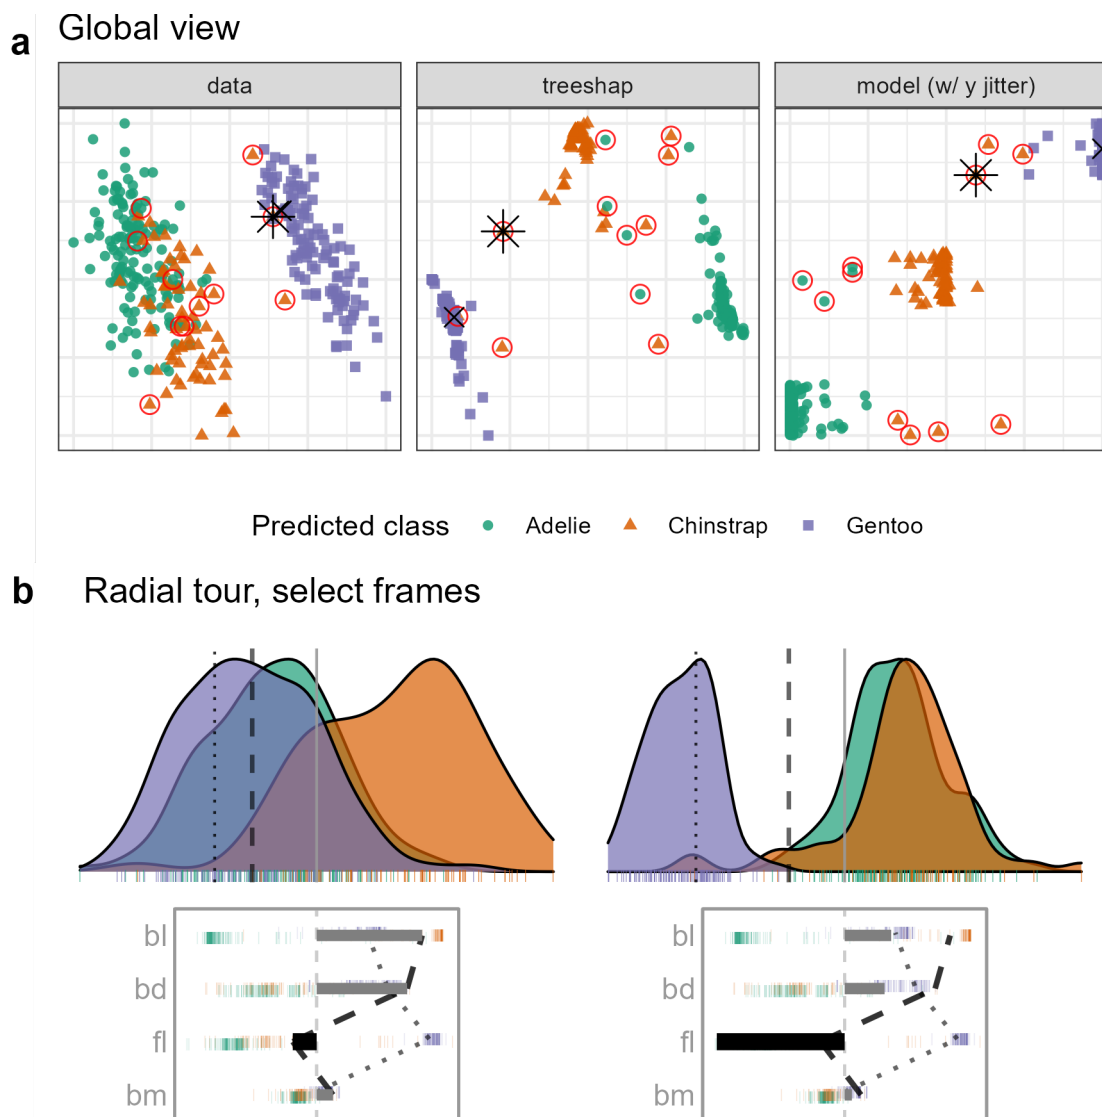 a Global view
data treeshap model (w/ y jitter)
Predicted class Adelie Chinstrap Gentoo
b Radial tour, select frames
bl bl
bd bd
fl fl
bm bm